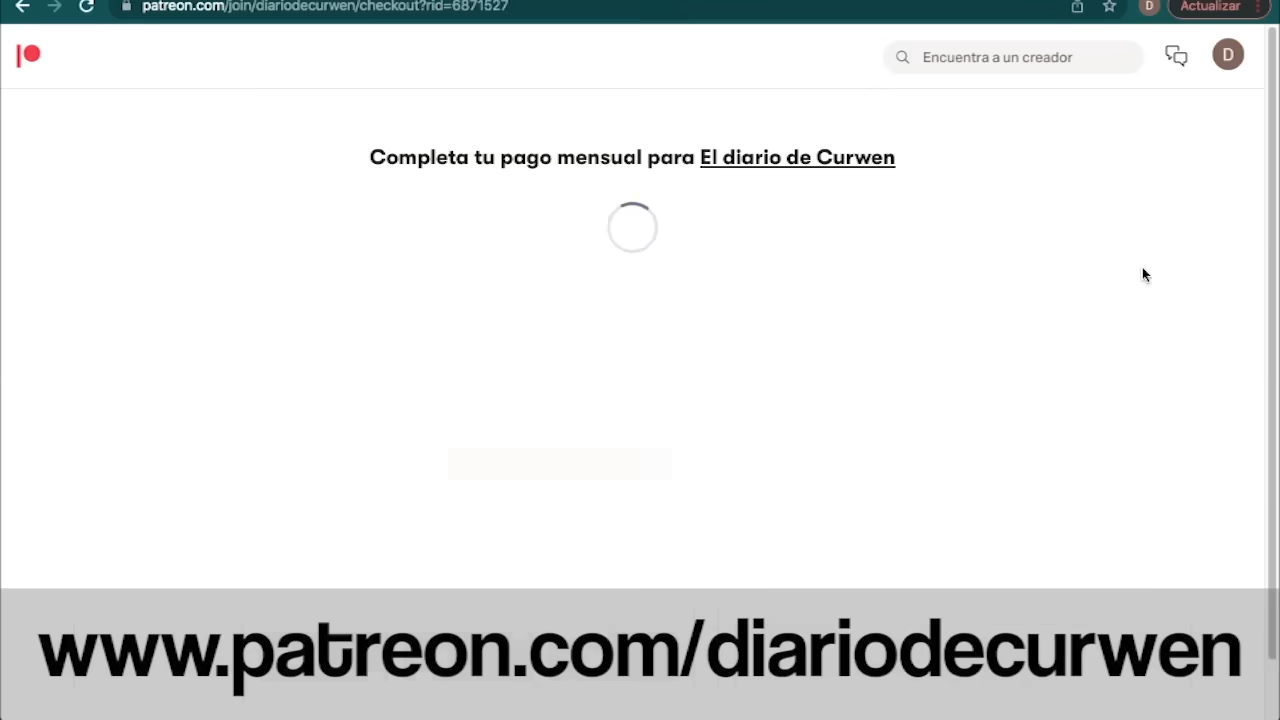 patreon.com/join/diariodecurwen/checkout?rid=6871527
D
Actualizar
Encuentra a un creador
D
Completa tu pago mensual para El diario de Curwen
www.patreon.com/diariodecurwen